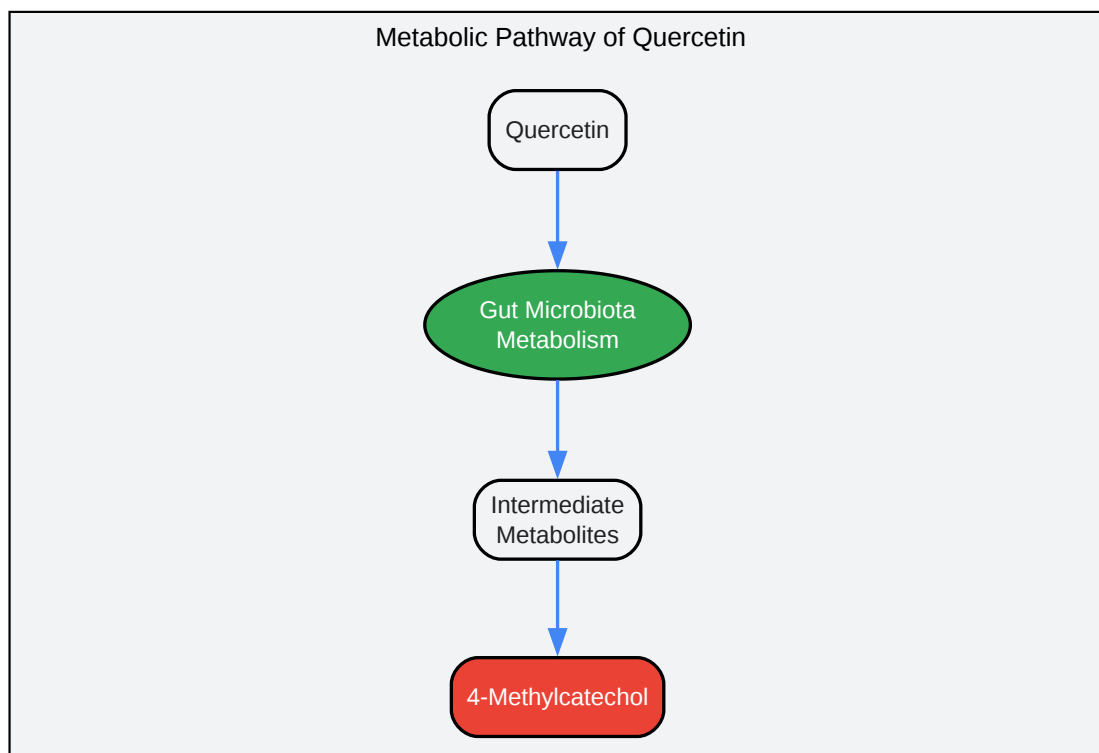 Metabolic Pathway of Quercetin
Quercetin
Gut Microbiota
Metabolism
Intermediate
Metabolites
4-Methylcatechol